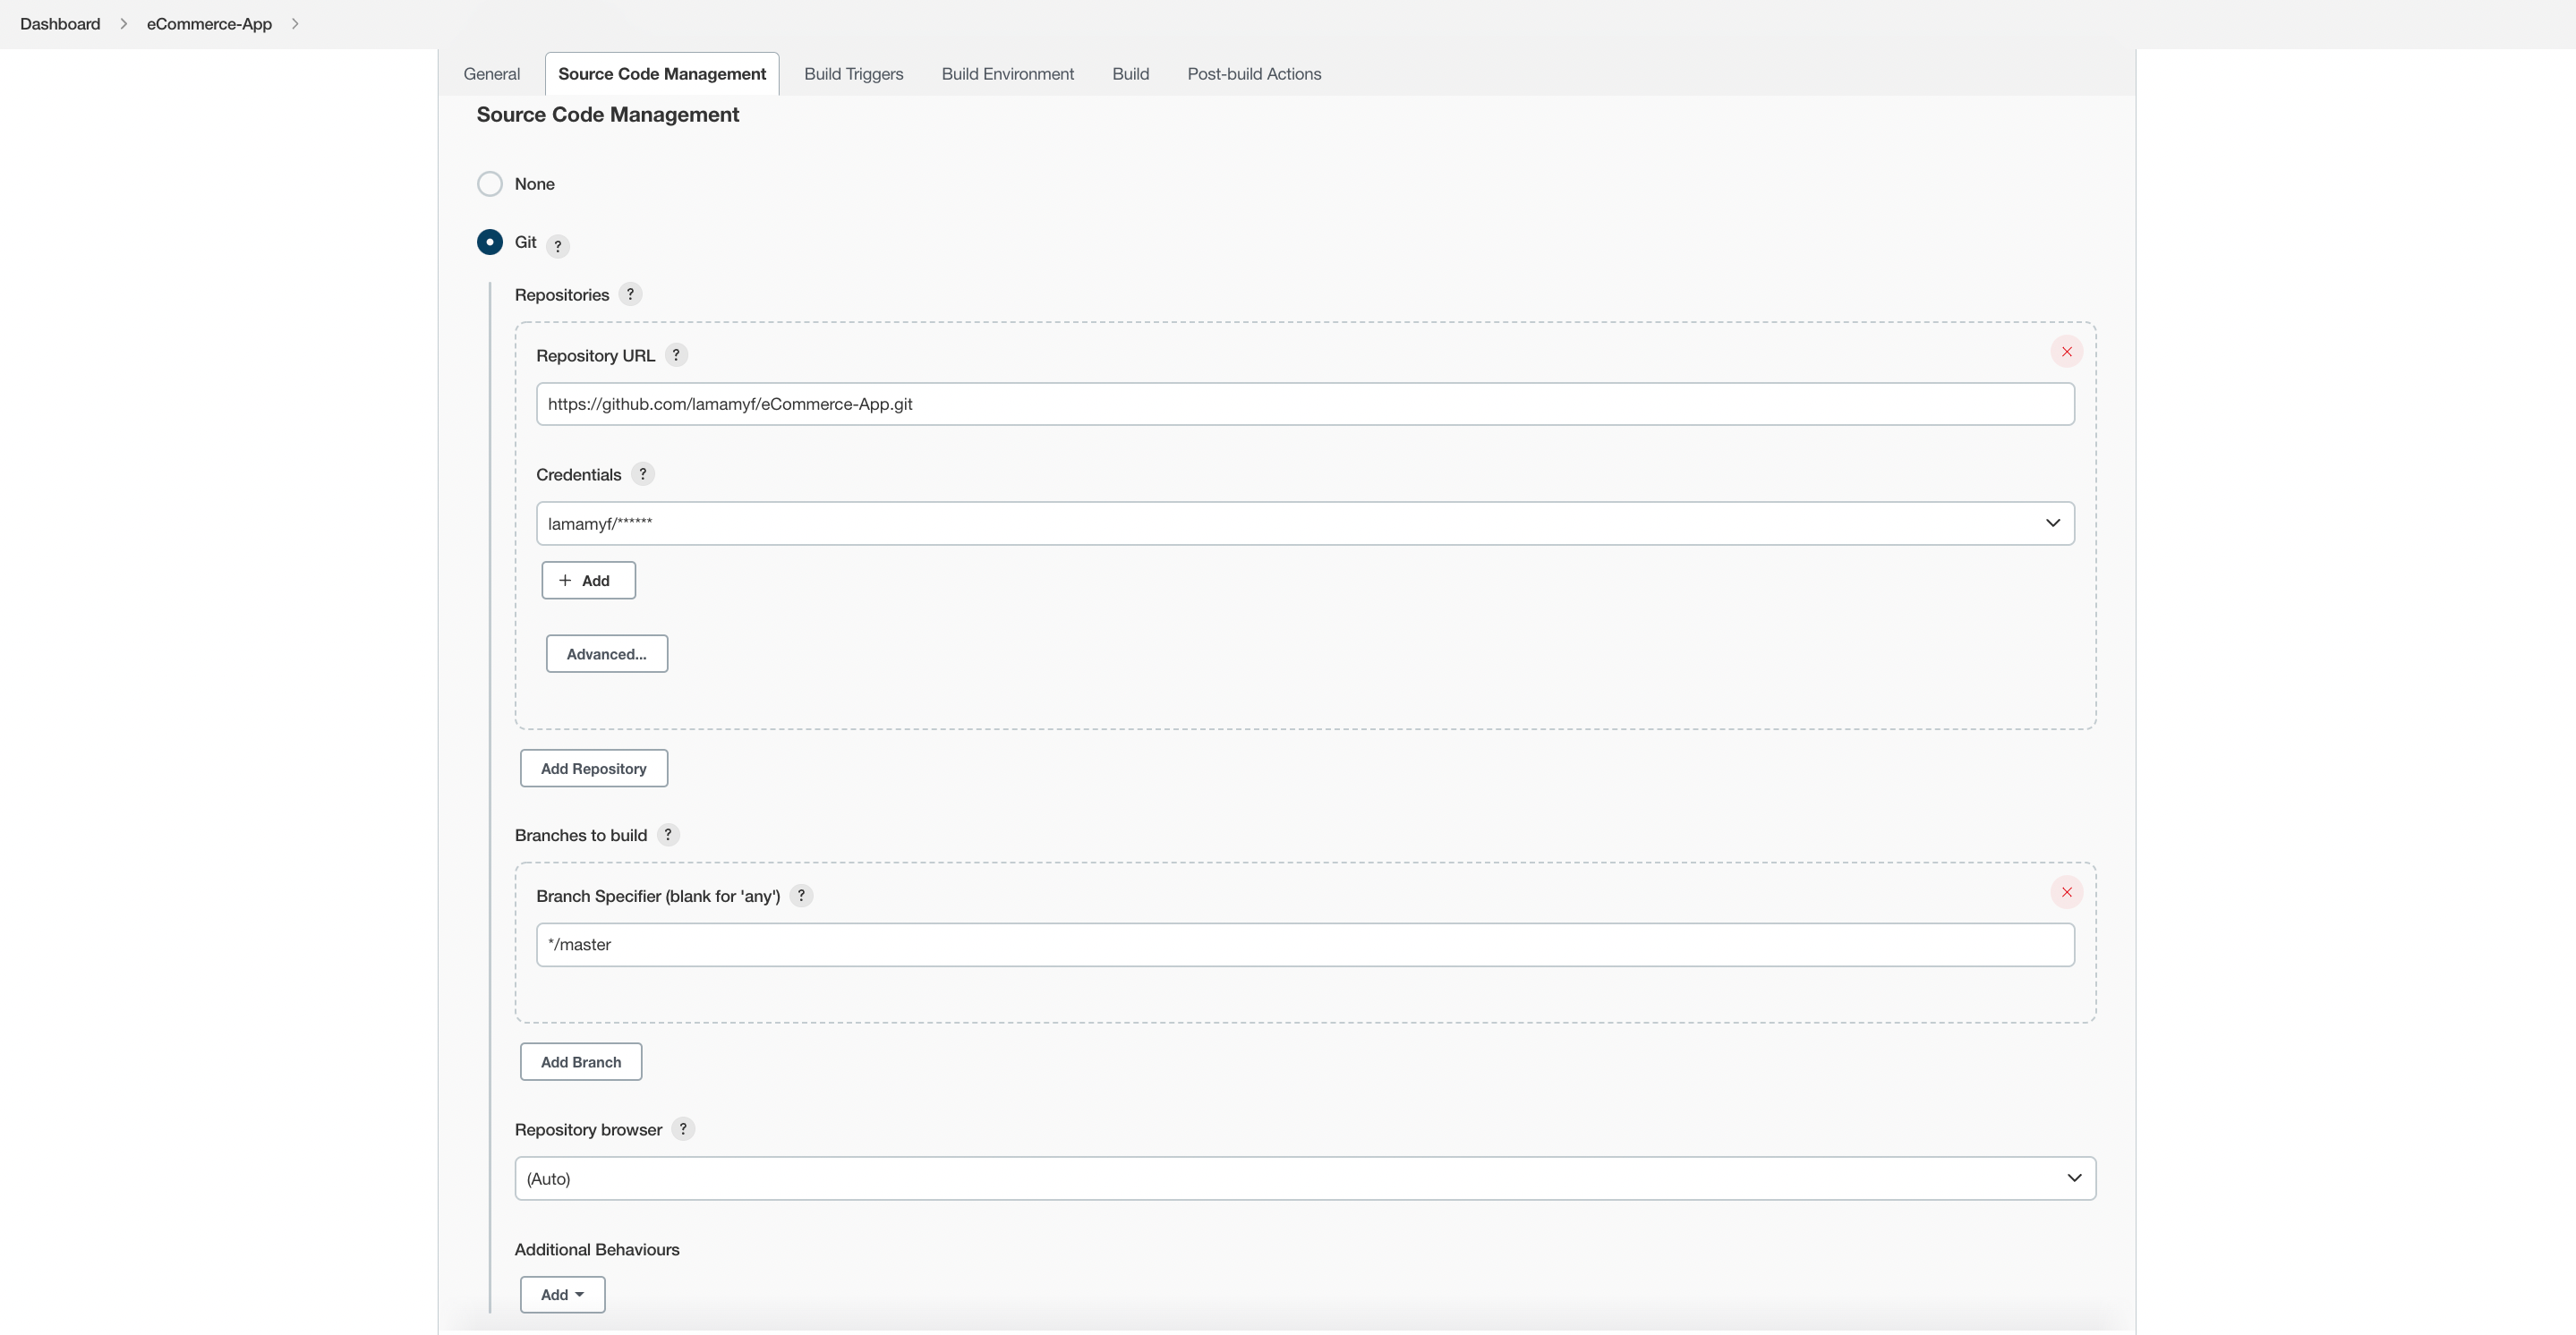 Dashboard eCommerce-App
General Source Code Management Build Triggers Build Environment Build Post-build Actions
Source Code Management
None
Git ?
Repositories ?
Repository URL ?
https://github.com/lamamyf/eCommerce-App.git
Credentials ?
lamamyf/******
+ Add
Advanced...
Add Repository
Branches to build ?
Branch Specifier (blank for 'any') ?
*/master
Add Branch
Repository browser ?
(Auto)
Additional Behaviours
Add